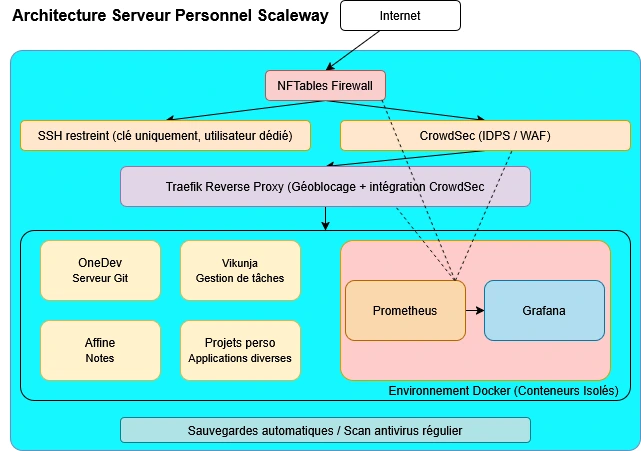 Architecture Serveur Personnel Scaleway
Internet
NFTables Firewall
SSH restreint (clé uniquement, utilisateur dédié)
CrowdSec (IDPS / WAF)
Traefik Reverse Proxy (Géoblocage + intégration CrowdSec
OneDev
Serveur Git
Vikunja
Gestion de tâches
Affine
Notes
Projets perso
Applications diverses
Prometheus
Grafana
Environnement Docker (Conteneurs Isolés)
Sauvegardes automatiques / Scan antivirus régulier